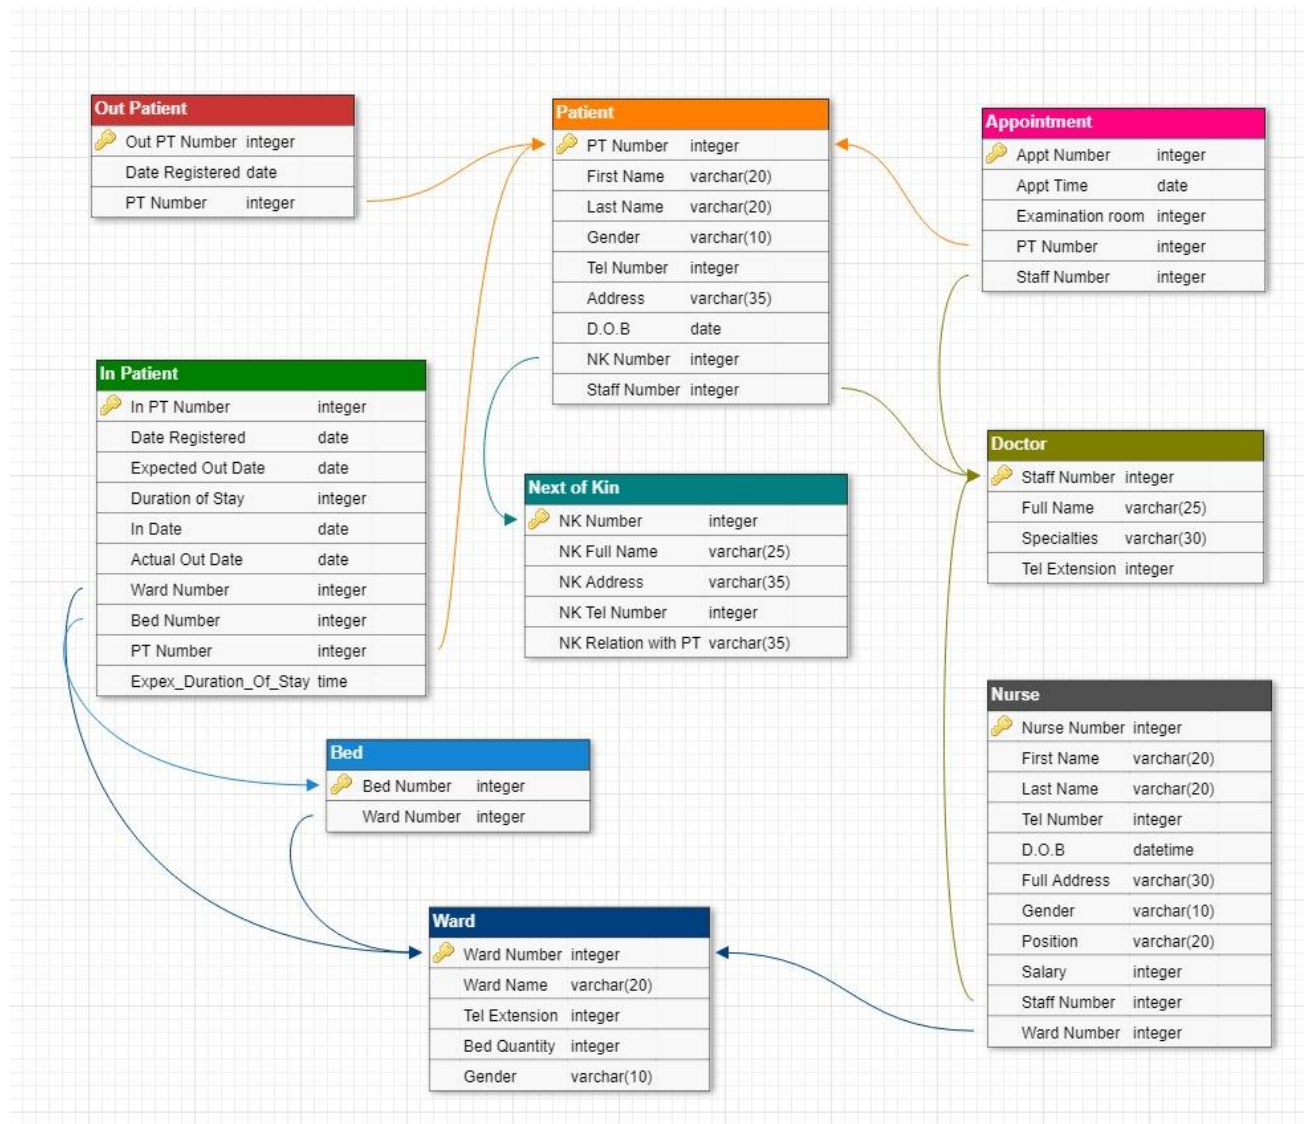 Out Patient
Out PT Number integer
Date Registered date
PT Number integer
Patient
PT Number integer
First Name varchar(20)
Last Name varchar(20)
Gender varchar(10)
Tel Number integer
Address varchar(35)
D.O.B date
NK Number integer
Staff Number integer
Appointment
Appt Number integer
Appt Time date
Examination room integer
PT Number integer
Staff Number integer
In Patient
In PT Number integer
Date Registered date
Expected Out Date date
Duration of Stay integer
In Date date
Actual Out Date date
Ward Number integer
Bed Number integer
PT Number integer
Expex_Duration_Of_Stay time
Next of Kin
NK Number integer
NK Full Name varchar(25)
NK Address varchar(35)
NK Tel Number integer
NK Relation with PT varchar(35)
Doctor
Staff Number integer
Full Name varchar(25)
Specialties varchar(30)
Tel Extension integer
Nurse
Nurse Number integer
First Name varchar(20)
Last Name varchar(20)
Tel Number integer
D.O.B datetime
Full Address varchar(30)
Gender varchar(10)
Position varchar(20)
Salary integer
Staff Number integer
Ward Number integer
Bed
Bed Number integer
Ward Number integer
Ward
Ward Number integer
Ward Name varchar(20)
Tel Extension integer
Bed Quantity integer
Gender varchar(10)